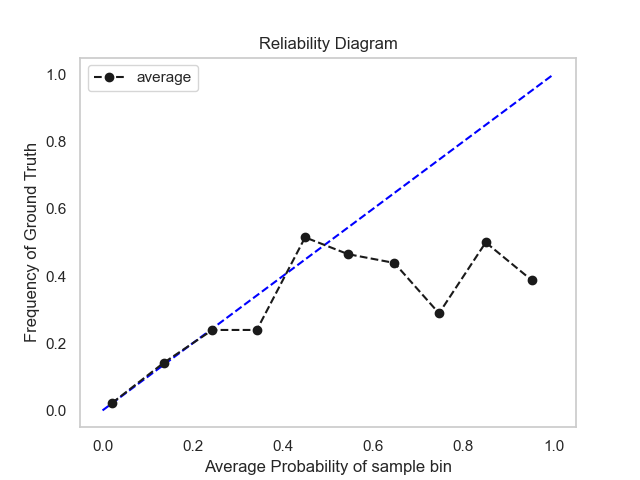 Reliability Diagram
average
Frequency of Ground Truth
1.0
0.8
0.6
0.4
0.2
0.0
0.0 0.2 0.4 0.6 0.8 1.0
Average Probability of sample bin